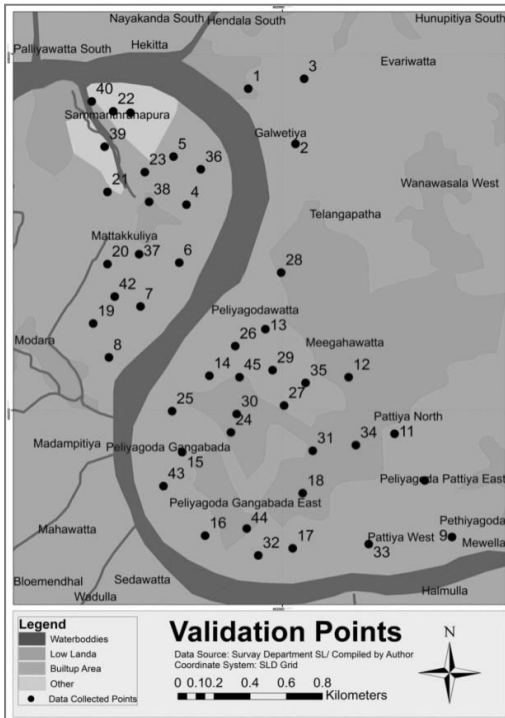 Nayakanda South
Hendala South
Hunupitiya South
Palliyawatta South
Hekitta
Evariwatta
3
1
40
22
Sammanthranapura
Galwetiya
39
2
5
36
23
Wanawasala West
21
38
4
Telangapatha
Mattakkuliya
37
20
6
28
42
7
Peliyagodawatta
19
13
Meegahawatta
Modara
26
8
14
45
29
35
12
25
30
27
Pattiya North
24
11
Madampitiya
Peliyagoda Gangabada
31
34
15
43
18
Peliyagoda Pattiya East
Peliyagoda Gangabada East
Pethiyagoda
Mahawatta
16
44
17
Pattiya West
9
Mewella
32
33
Bloemendhal
Sedawatta
Wadulla
Halmulla
Legend
Waterboddies
Low Landa
Builtup Area
Other
Data Collected Points
Validation Points
Data Source: Survay Department SL/ Compiled by Author
Coordinate System: SLD Grid
0 0.10.2 0.4 0.6 0.8
Kilometers
N